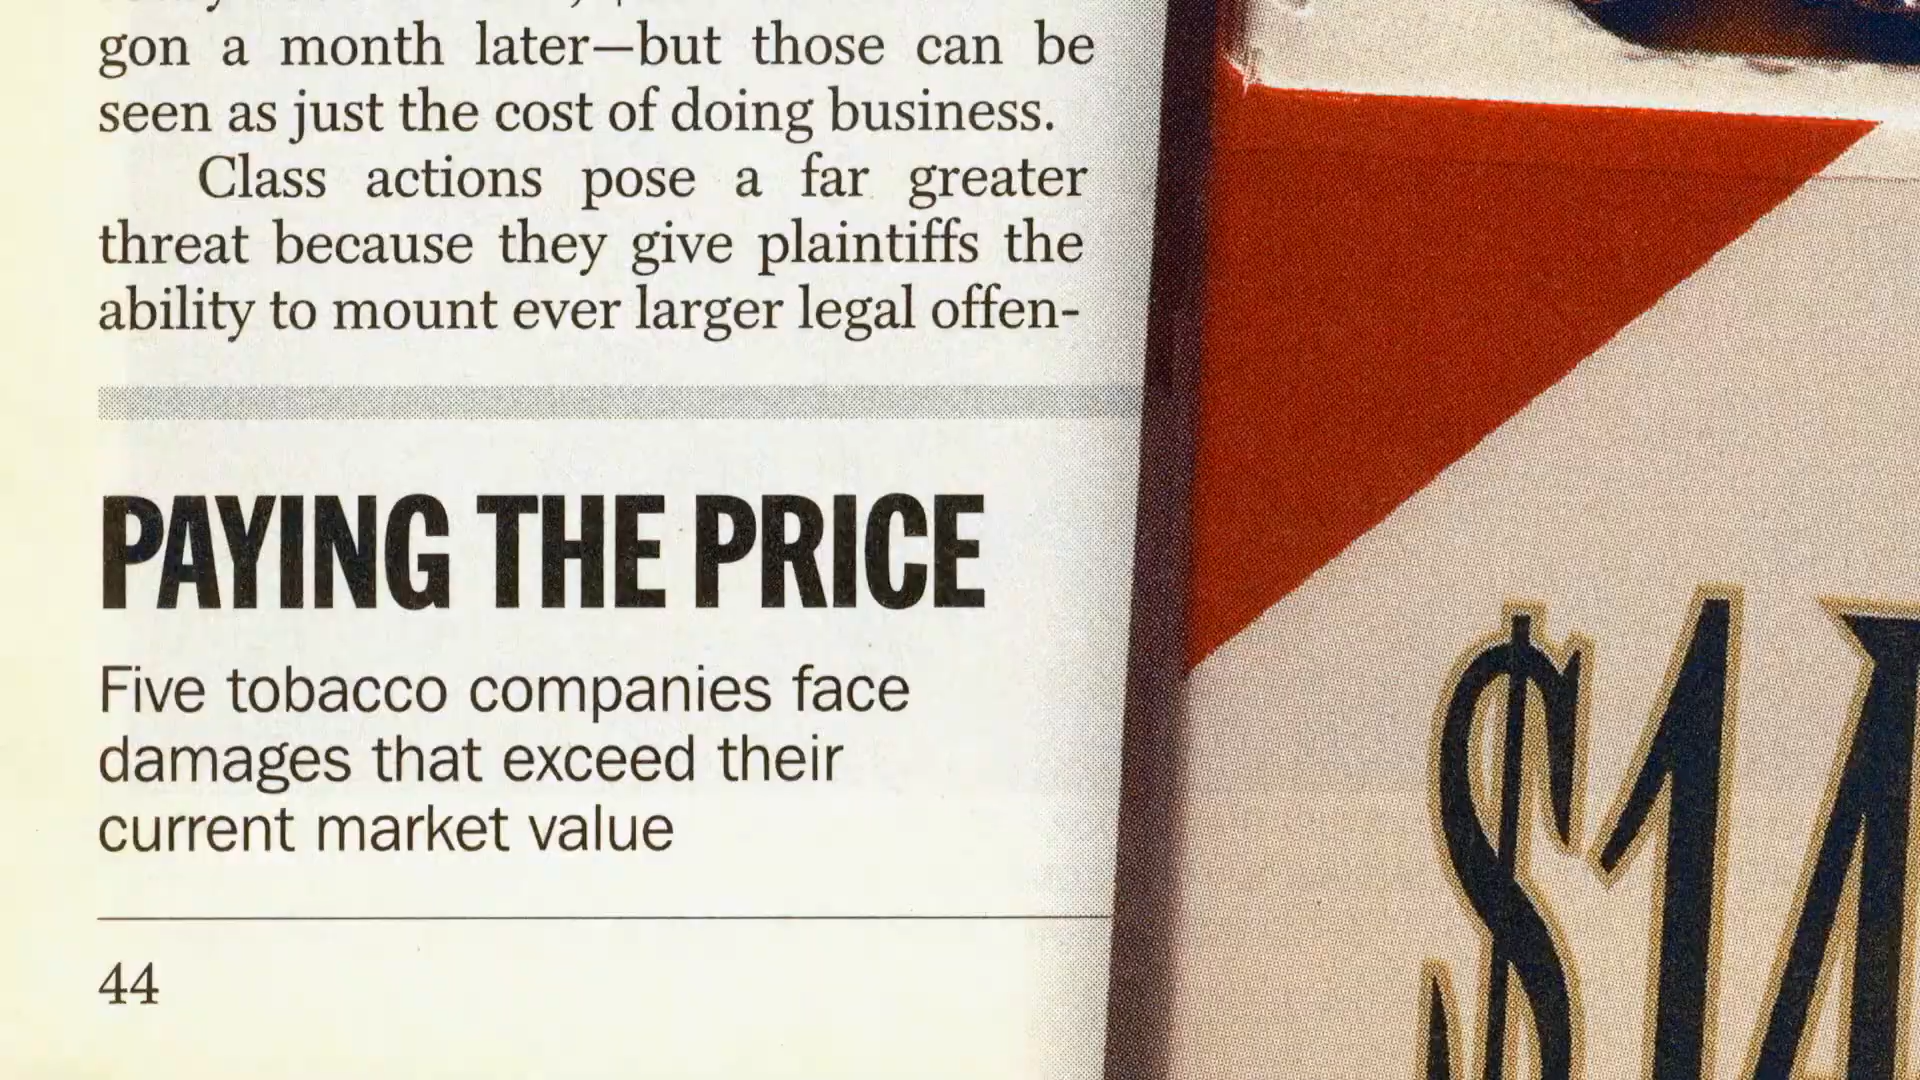 gon a month later—but those can be
seen as just the cost of doing business.
Class actions pose a far greater
threat because they give plaintiffs the
ability to mount ever larger legal offen-
PAYING THE PRICE
Five tobacco companies face
damages that exceed their
current market value
44
$14